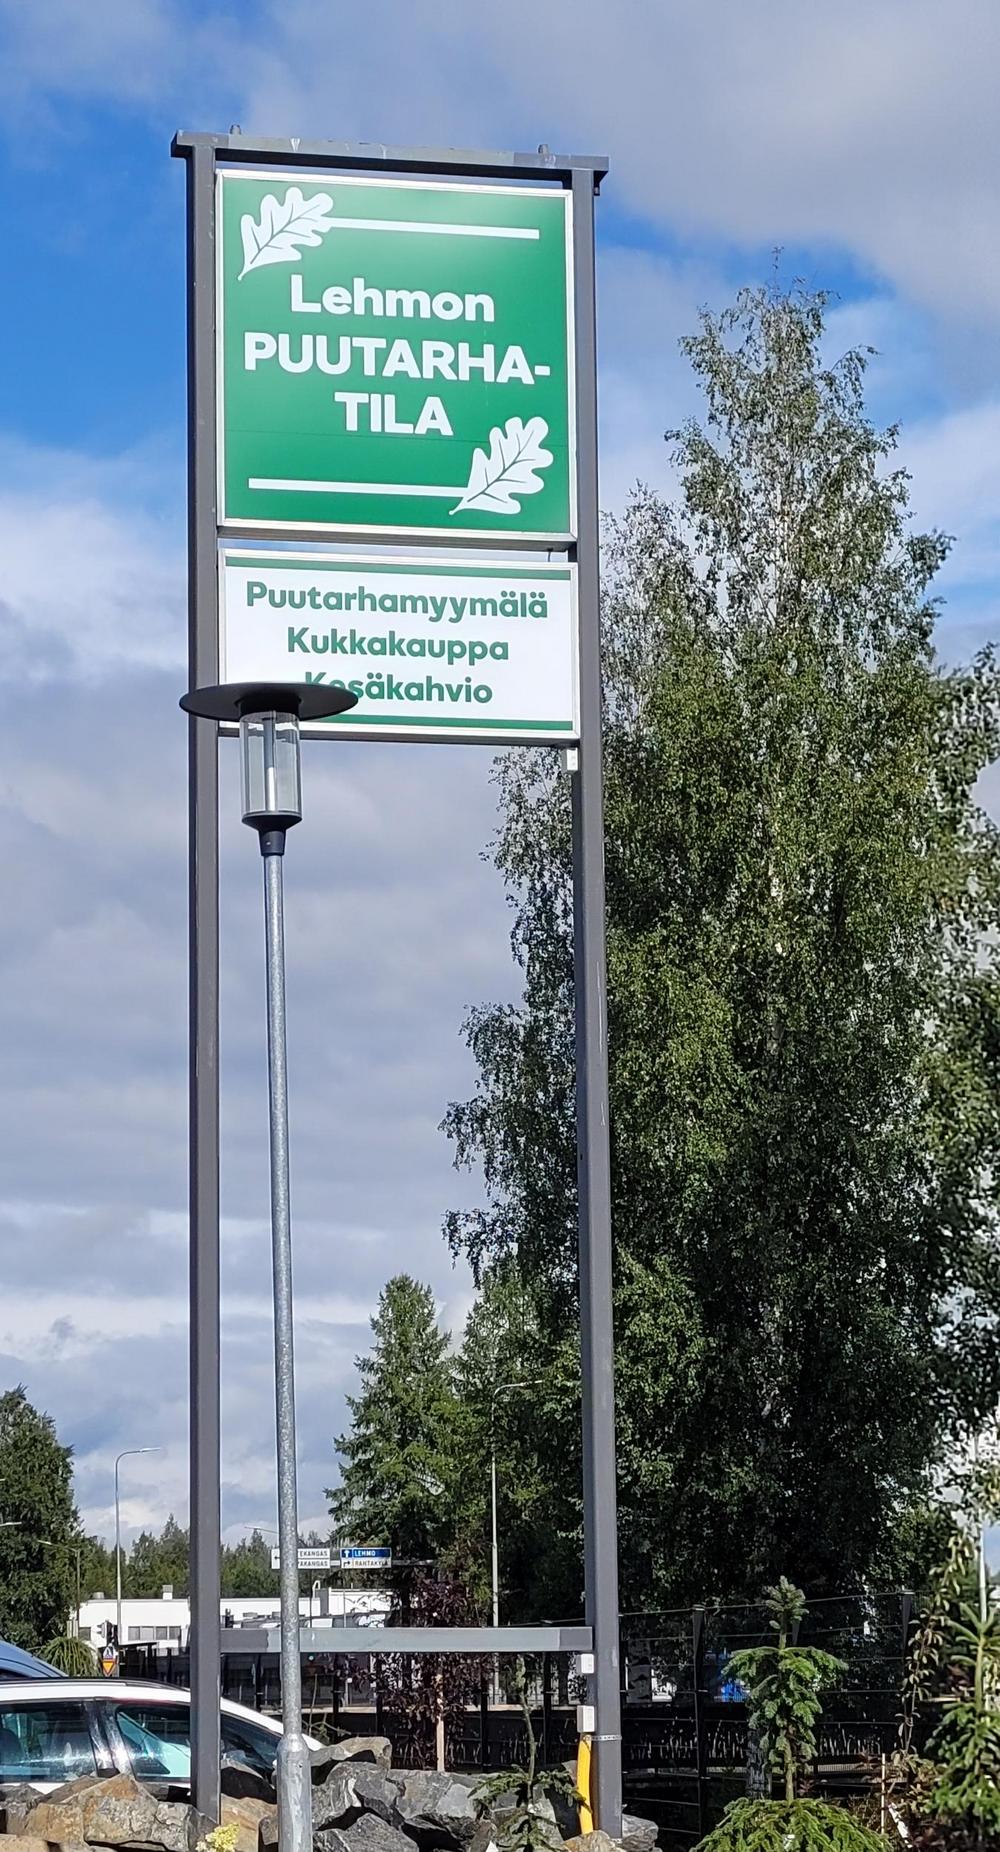 Lehmon
PUUTARHA-
TILA
Puutarhamyymälä
Kukkakauppa
Kesäkahvio
LEHMO
RANTAKYLÄ